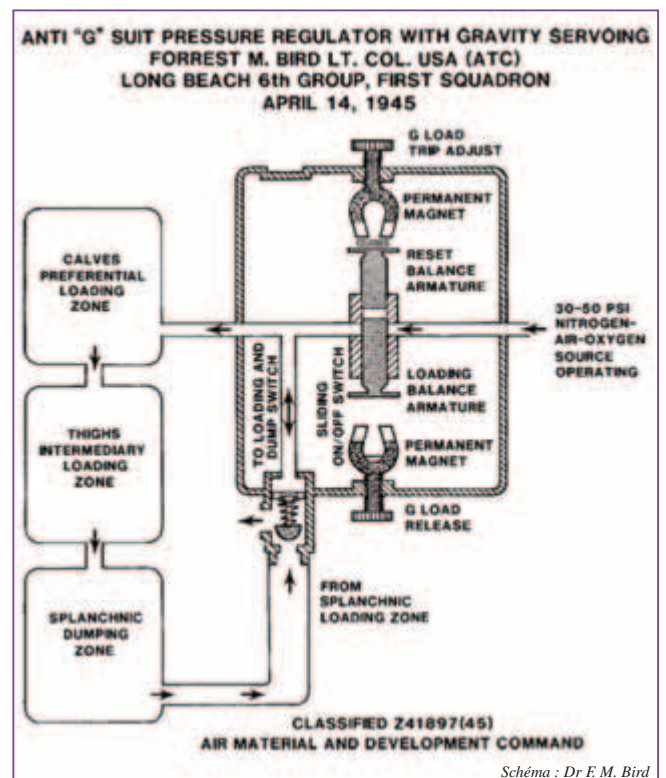 ANTI "G" SUIT PRESSURE REGULATOR WITH GRAVITY SERVOING
FORREST M. BIRD LT. COL. USA (ATC)
LONG BEACH 6th GROUP, FIRST SQUADRON
APRIL 14, 1945
G LOAD
TRIP ADJUST
PERMANENT
MAGNET
RESET
BALANCE
ARMATURE
CALVES
PREFERENTIAL
LOADING
ZONE
30-50 PSI
NITROGEN-
AIR-OXYGEN
SOURCE
OPERATING
TO LOADING AND
DUMP SWITCH
SLIDING
ON/OFF SWITCH
LOADING
BALANCE
ARMATURE
THIGHS
INTERMEDIARY
LOADING
ZONE
PERMANENT
MAGNET
G LOAD
RELEASE
SPLANCHNIC
DUMPING
ZONE
FROM
SPLANCHNIC
LOADING ZONE
CLASSIFIED Z41897(45)
AIR MATERIAL AND DEVELOPMENT COMMAND
Schéma : Dr F. M. Bird